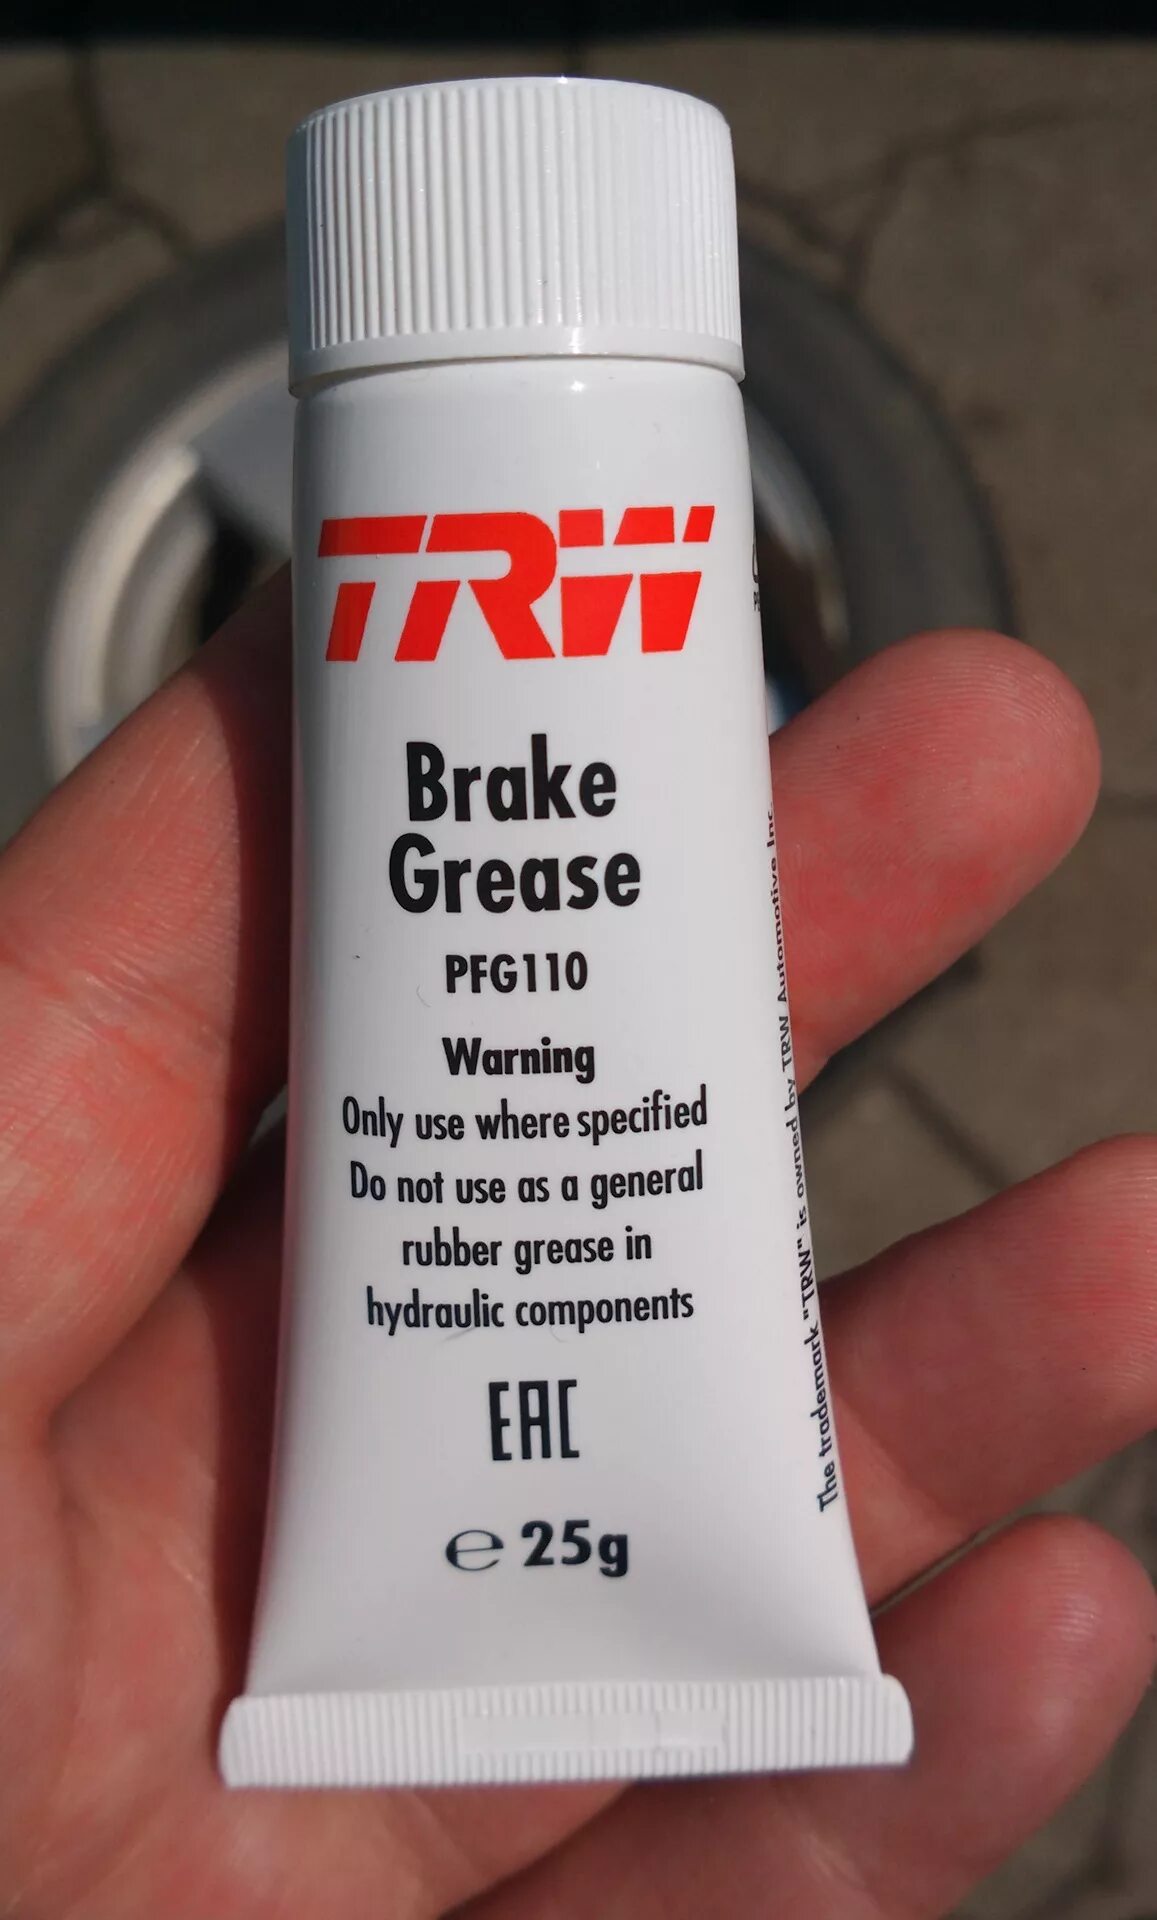 TRW
Brake
Grease
PFG110
Warning
Only use where specified
Do not use as a general
rubber grease in
hydraulic components
EAC
℮ 25g
The trademark "TRW" is owned by TRW Automotive Inc.